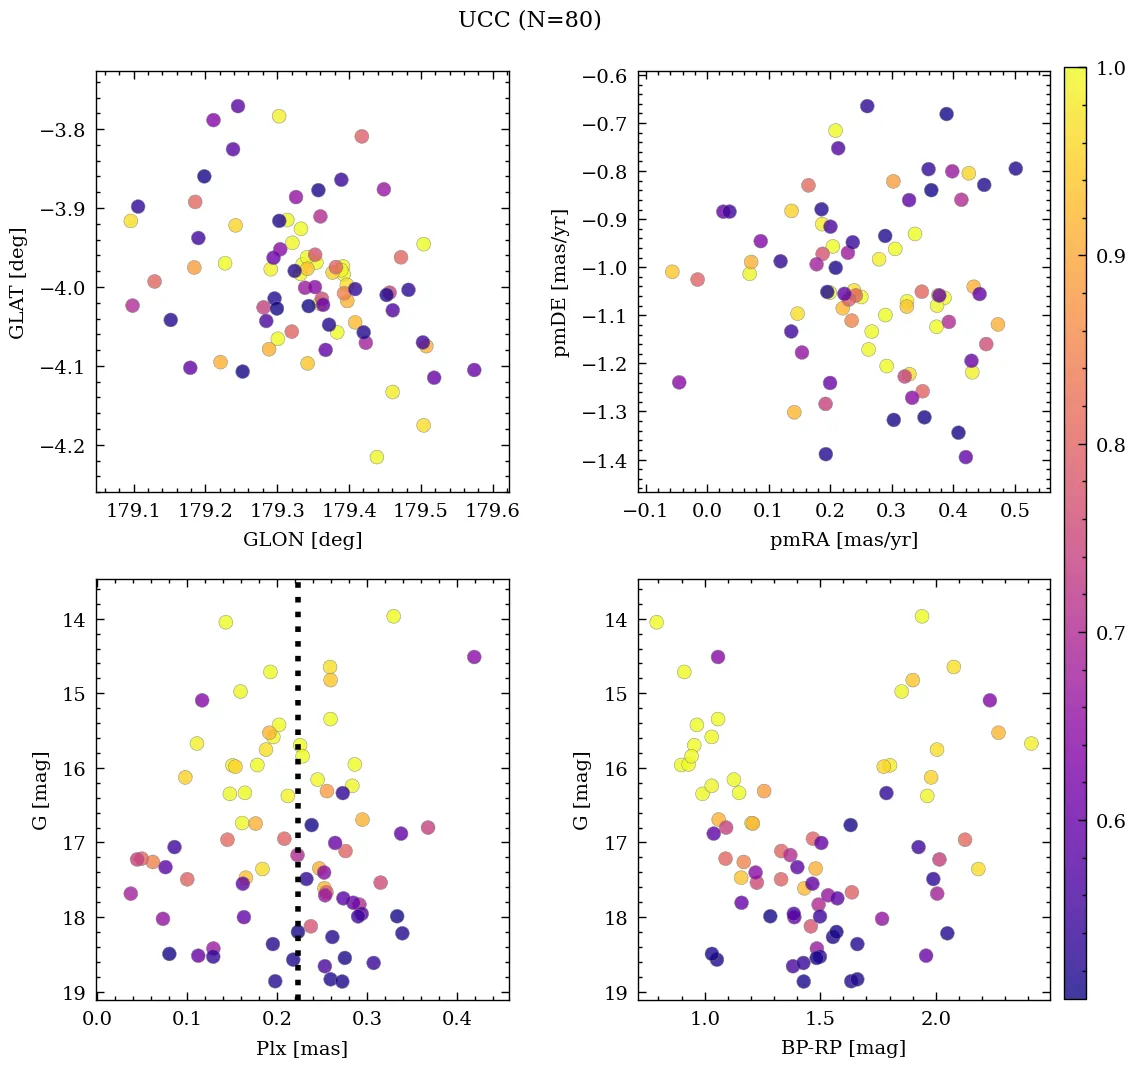 UCC (N=80)
−3.8
−3.9
−4.0
−4.1
−4.2
GLAT [deg]
179.1 179.2 179.3 179.4 179.5 179.6
GLON [deg]
−0.6
−0.7
−0.8
−0.9
−1.0
−1.1
−1.2
−1.3
−1.4
pmDE [mas/yr]
−0.1 0.0 0.1 0.2 0.3 0.4 0.5
pmRA [mas/yr]
1.0
0.9
0.8
0.7
0.6
14
15
16
17
18
19
G [mag]
0.0 0.1 0.2 0.3 0.4
Plx [mas]
14
15
16
17
18
19
G [mag]
1.0 1.5 2.0
BP-RP [mag]